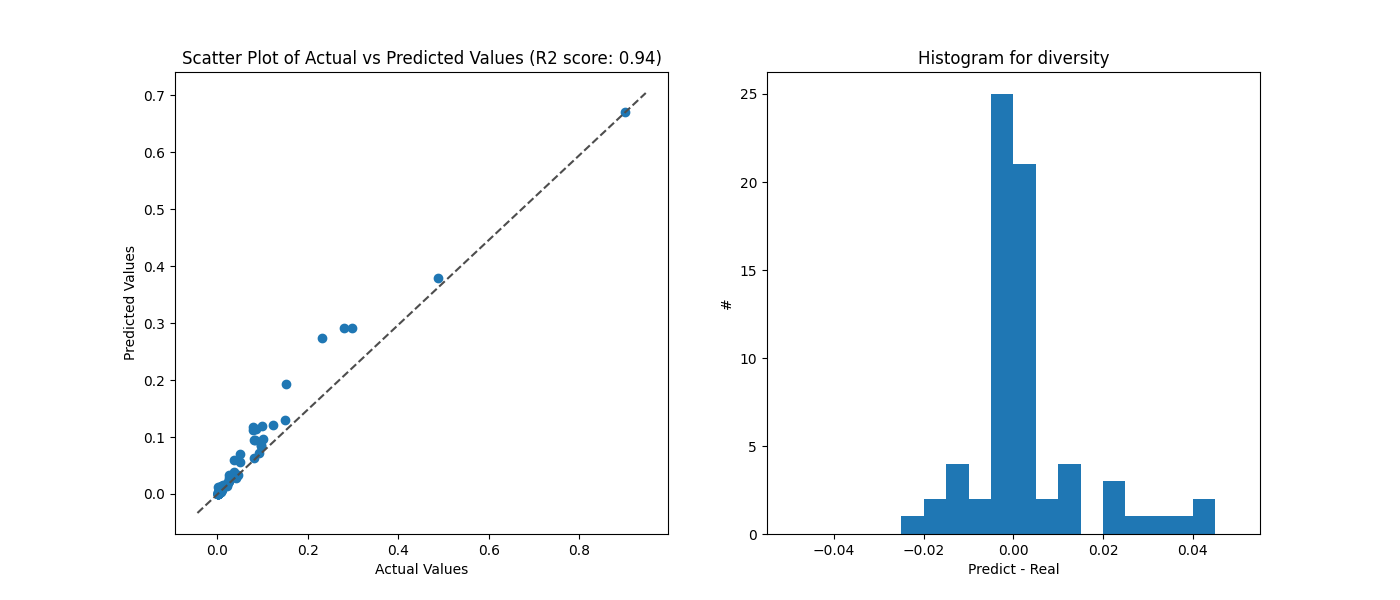 Scatter Plot of Actual vs Predicted Values (R2 score: 0.94)
0.7
0.6
0.5
0.4
0.3
0.2
0.1
0.0
Predicted Values
0.0 0.2 0.4 0.6 0.8
Actual Values
Histogram for diversity
25
20
15
10
5
0
#
−0.04 −0.02 0.00 0.02 0.04
Predict - Real